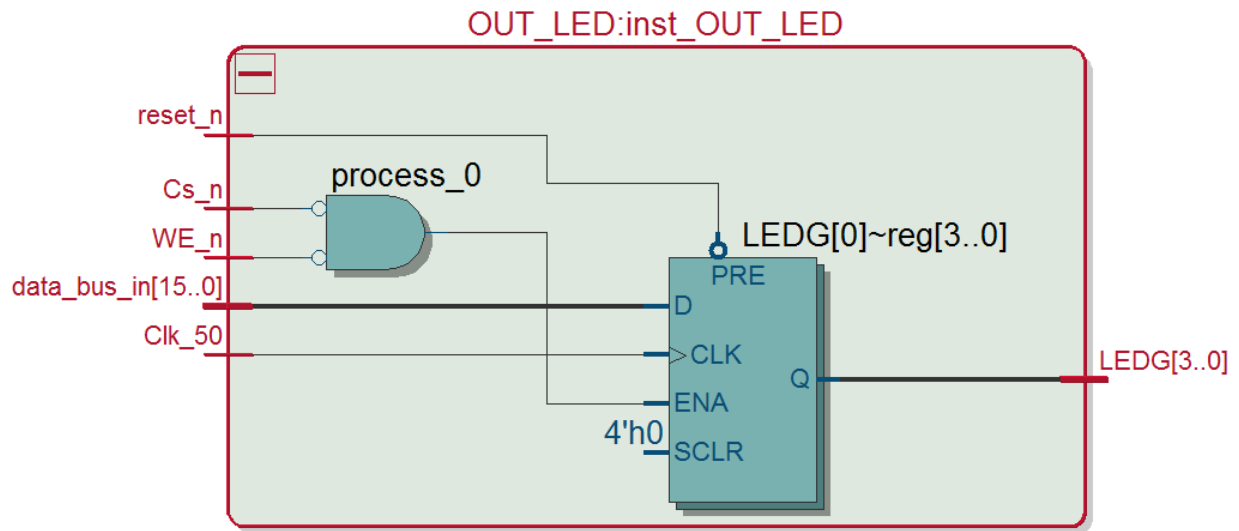 OUT_LED:inst_OUT_LED
reset_n
process_0
Cs_n
WE_n
LEDG[0]~reg[3..0]
PRE
data_bus_in[15..0]
D
Clk_50
CLK
LEDG[3..0]
Q
ENA
4'h0
SCLR